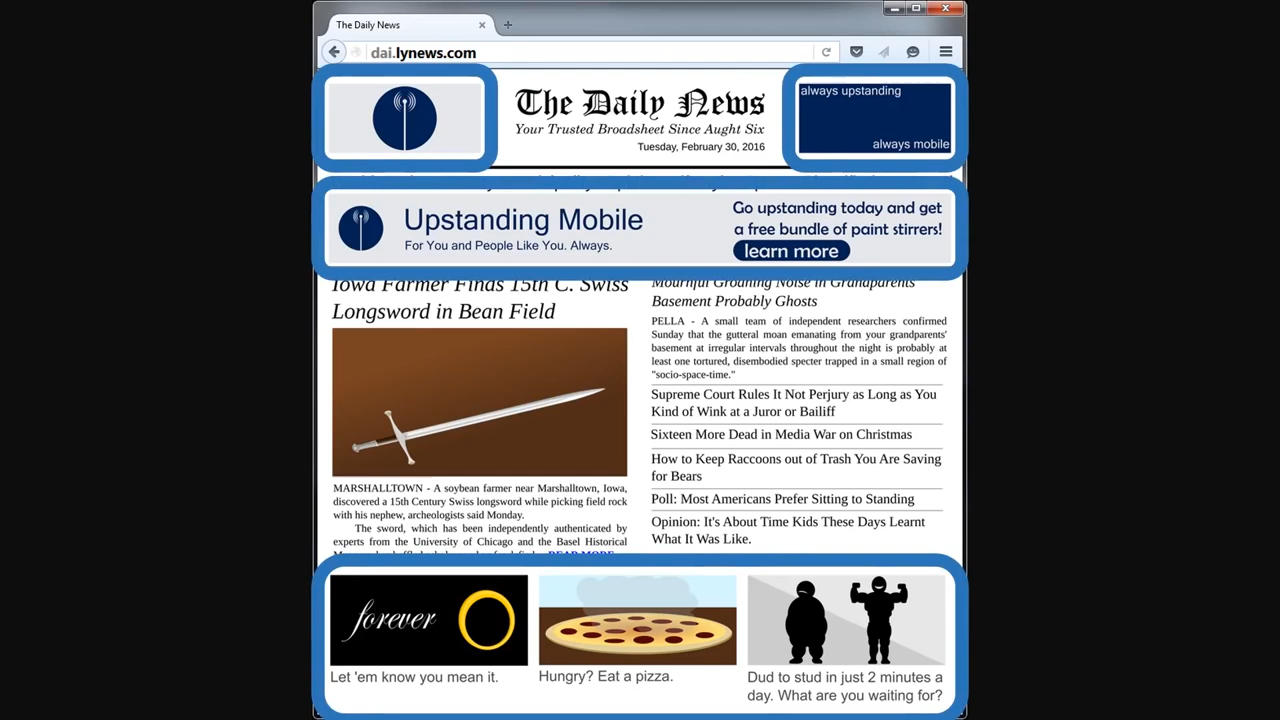 The Daily News
dai.lynews.com
The Daily News
Your Trusted Broadsheet Since Aught Six
Tuesday, February 30, 2016
always upstanding
always mobile
Upstanding Mobile
For You and People Like You. Always.
Go upstanding today and get
a free bundle of paint stirrers!
learn more
Iowa Farmer Finds 15th C. Swiss
Longsword in Bean Field
MARSHALLTOWN - A soybean farmer near Marshalltown, Iowa,
discovered a 15th Century Swiss longsword while picking field rock
with his nephew, archeologists said Monday.
The sword, which has been independently authenticated by
experts from the University of Chicago and the Basel Historical
READ MORE
Mournful Groaning Noise in Grandparents
Basement Probably Ghosts
PELLA - A small team of independent researchers confirmed
Sunday that the gutteral moan emanating from your grandparents'
basement at irregular intervals throughout the night is probably at
least one tortured, disembodied specter trapped in a small region of
"socio-space-time."
Supreme Court Rules It Not Perjury as Long as You
Kind of Wink at a Juror or Bailiff
Sixteen More Dead in Media War on Christmas
How to Keep Raccoons out of Trash You Are Saving
for Bears
Poll: Most Americans Prefer Sitting to Standing
Opinion: It's About Time Kids These Days Learnt
What It Was Like.
forever
Let 'em know you mean it.
Hungry? Eat a pizza.
Dud to stud in just 2 minutes a
day. What are you waiting for?